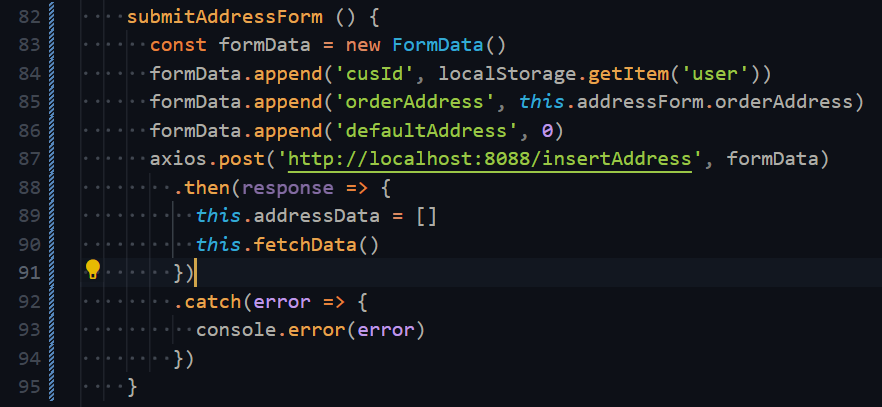 82 submitAddressForm () {
83 const formData = new FormData()
84 formData.append('cusId', localStorage.getItem('user'))
85 formData.append('orderAddress', this.addressForm.orderAddress)
86 formData.append('defaultAddress', 0)
87 axios.post('http://localhost:8088/insertAddress', formData)
88 .then(response => {
89 this.addressData = []
90 this.fetchData()
91 })
92 .catch(error => {
93 console.error(error)
94 })
95 }